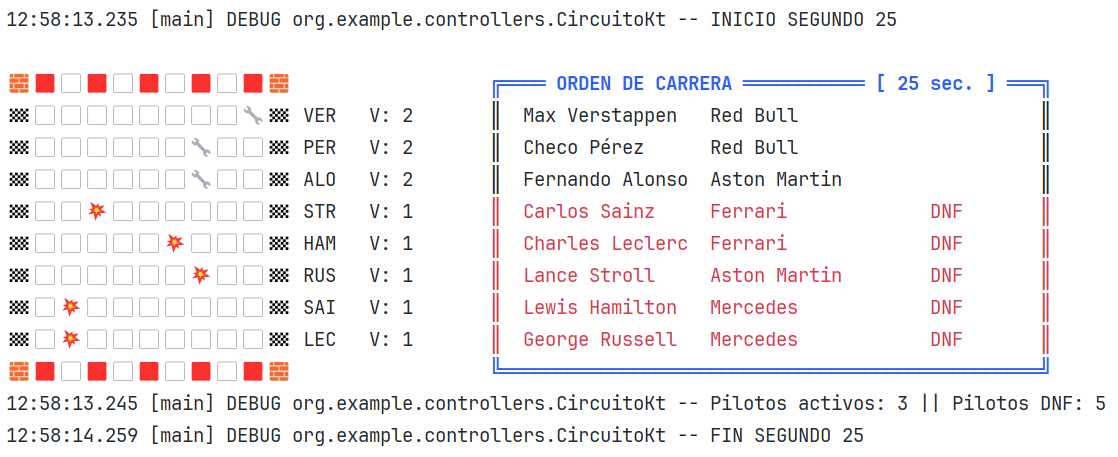 12:58:13.235 [main] DEBUG org.example.controllers.CircuitoKt -- INICIO SEGUNDO 25
ORDEN DE CARRERA [ 25 sec. ]
VER V: 2 Max Verstappen Red Bull
PER V: 2 Checo Pérez Red Bull
ALO V: 2 Fernando Alonso Aston Martin
STR V: 1 Carlos Sainz Ferrari DNF
HAM V: 1 Charles Leclerc Ferrari DNF
RUS V: 1 Lance Stroll Aston Martin DNF
SAI V: 1 Lewis Hamilton Mercedes DNF
LEC V: 1 George Russell Mercedes DNF
12:58:13.245 [main] DEBUG org.example.controllers.CircuitoKt -- Pilotos activos: 3 || Pilotos DNF: 5
12:58:14.259 [main] DEBUG org.example.controllers.CircuitoKt -- FIN SEGUNDO 25